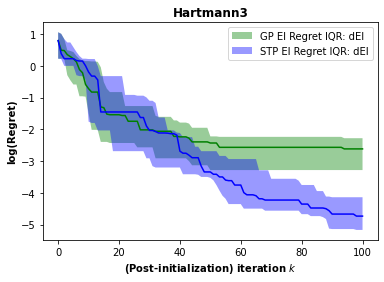 Hartmann3
GP EI Regret IQR: dEI
STP EI Regret IQR: dEI
log(Regret)
1
0
−1
−2
−3
−4
−5
0 20 40 60 80 100
(Post-initialization) iteration k